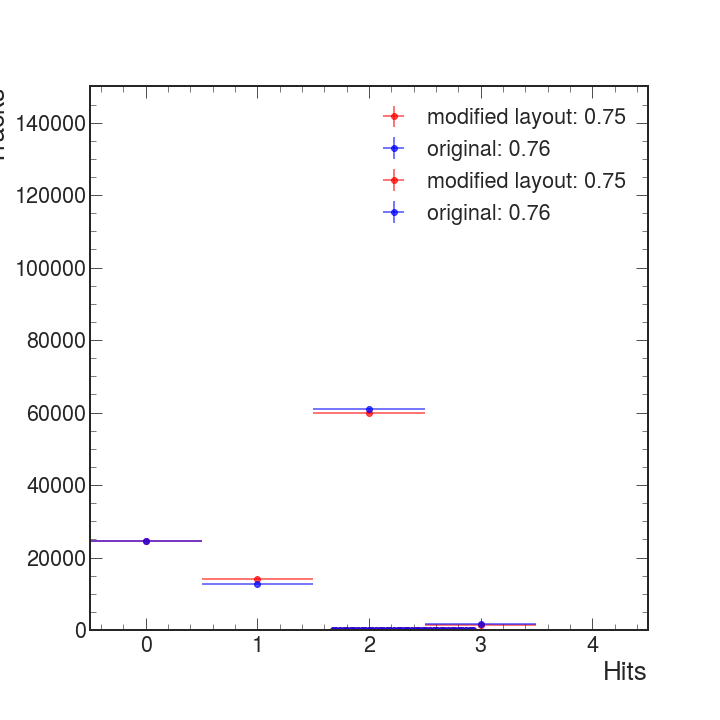 140000
120000
100000
80000
60000
40000
20000
0
modified layout: 0.75
original: 0.76
modified layout: 0.75
original: 0.76
0 1 2 3 4
Hits